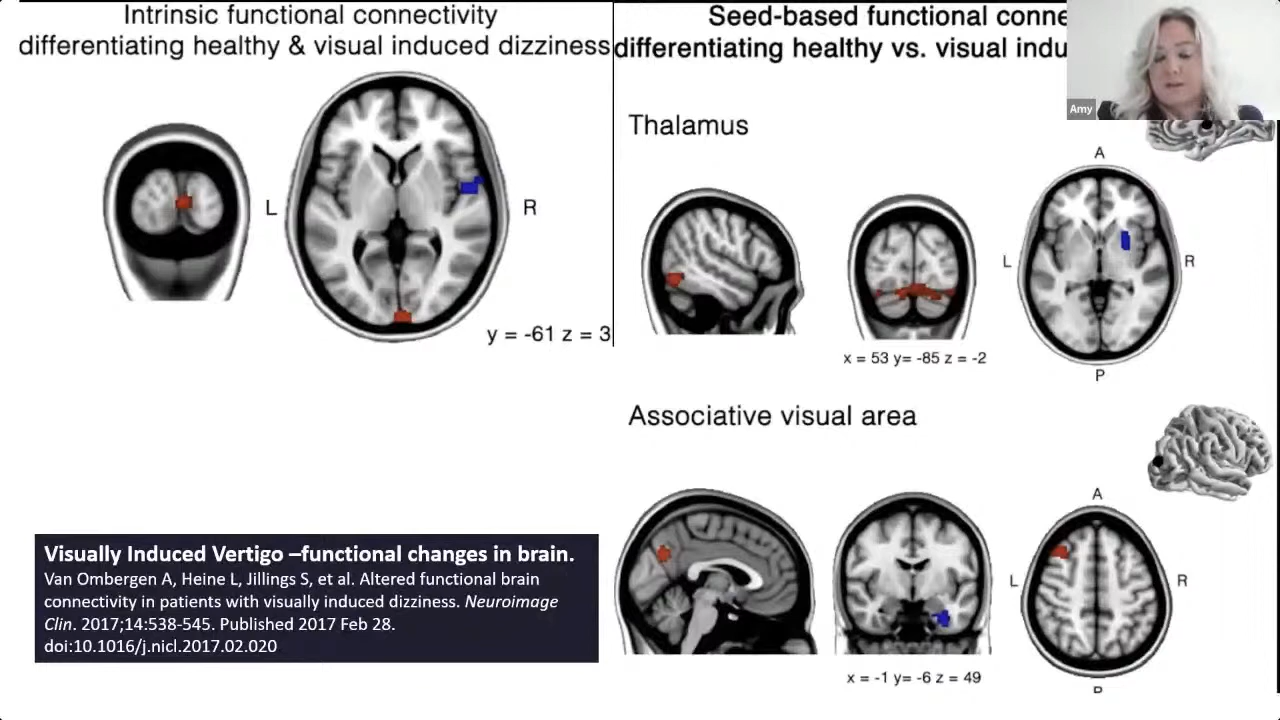 Intrinsic functional connectivity
differentiating healthy & visual induced dizziness
L
R
y = -61 z = 3
Seed-based functional conne
differentiating healthy vs. visual indu
Amy
Thalamus
A
L
R
x = 53 y= -85 z = -2
P
Associative visual area
A
L
R
x = -1 y= -6 z = 49
P
Visually Induced Vertigo –functional changes in brain.
Van Ombergen A, Heine L, Jillings S, et al. Altered functional brain
connectivity in patients with visually induced dizziness. Neuroimage
Clin. 2017;14:538-545. Published 2017 Feb 28.
doi:10.1016/j.nicl.2017.02.020